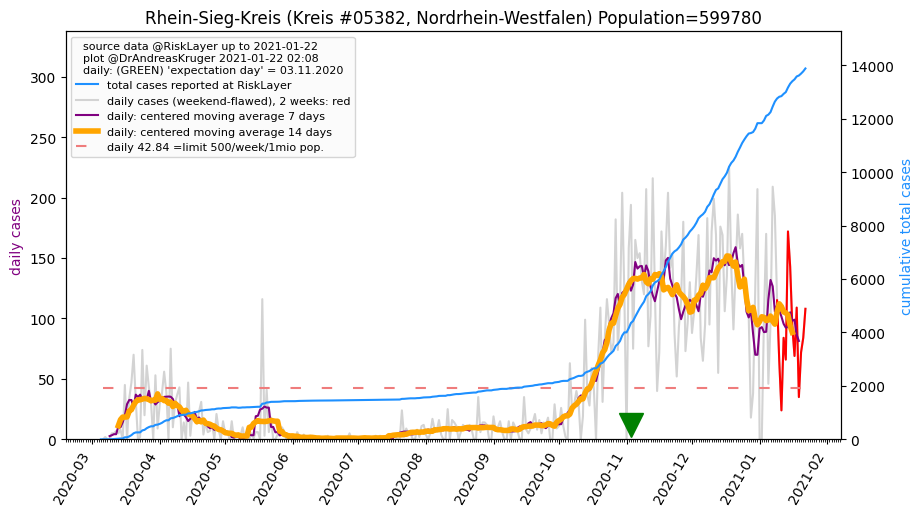 Rhein-Sieg-Kreis (Kreis #05382, Nordrhein-Westfalen) Population=599780
source data @RiskLayer up to 2021-01-22
plot @DrAndreasKruger 2021-01-22 02:08
daily: (GREEN) 'expectation day' = 03.11.2020
total cases reported at RiskLayer
daily cases (weekend-flawed), 2 weeks: red
daily: centered moving average 7 days
daily: centered moving average 14 days
daily 42.84 =limit 500/week/1mio pop.
daily cases
300
250
200
150
100
50
0
14000
12000
10000
8000
6000
4000
2000
0
cumulative total cases
2020-03
2020-04
2020-05
2020-06
2020-07
2020-08
2020-09
2020-10
2020-11
2020-12
2021-01
2021-02